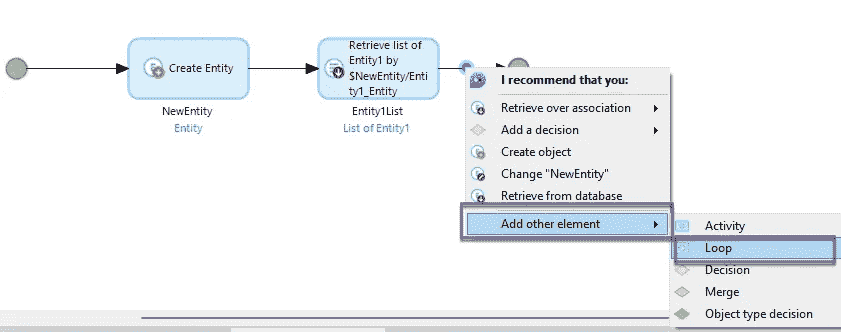 Create Entity
NewEntity
Entity
Retrieve list of
Entity1 by
$NewEntity/Enti
ty1_Entity
Entity1List
List of Entity1
I recommend that you:
Retrieve over association
Add a decision
Create object
Change "NewEntity"
Retrieve from database
Add other element
Activity
Loop
Decision
Merge
Object type decision